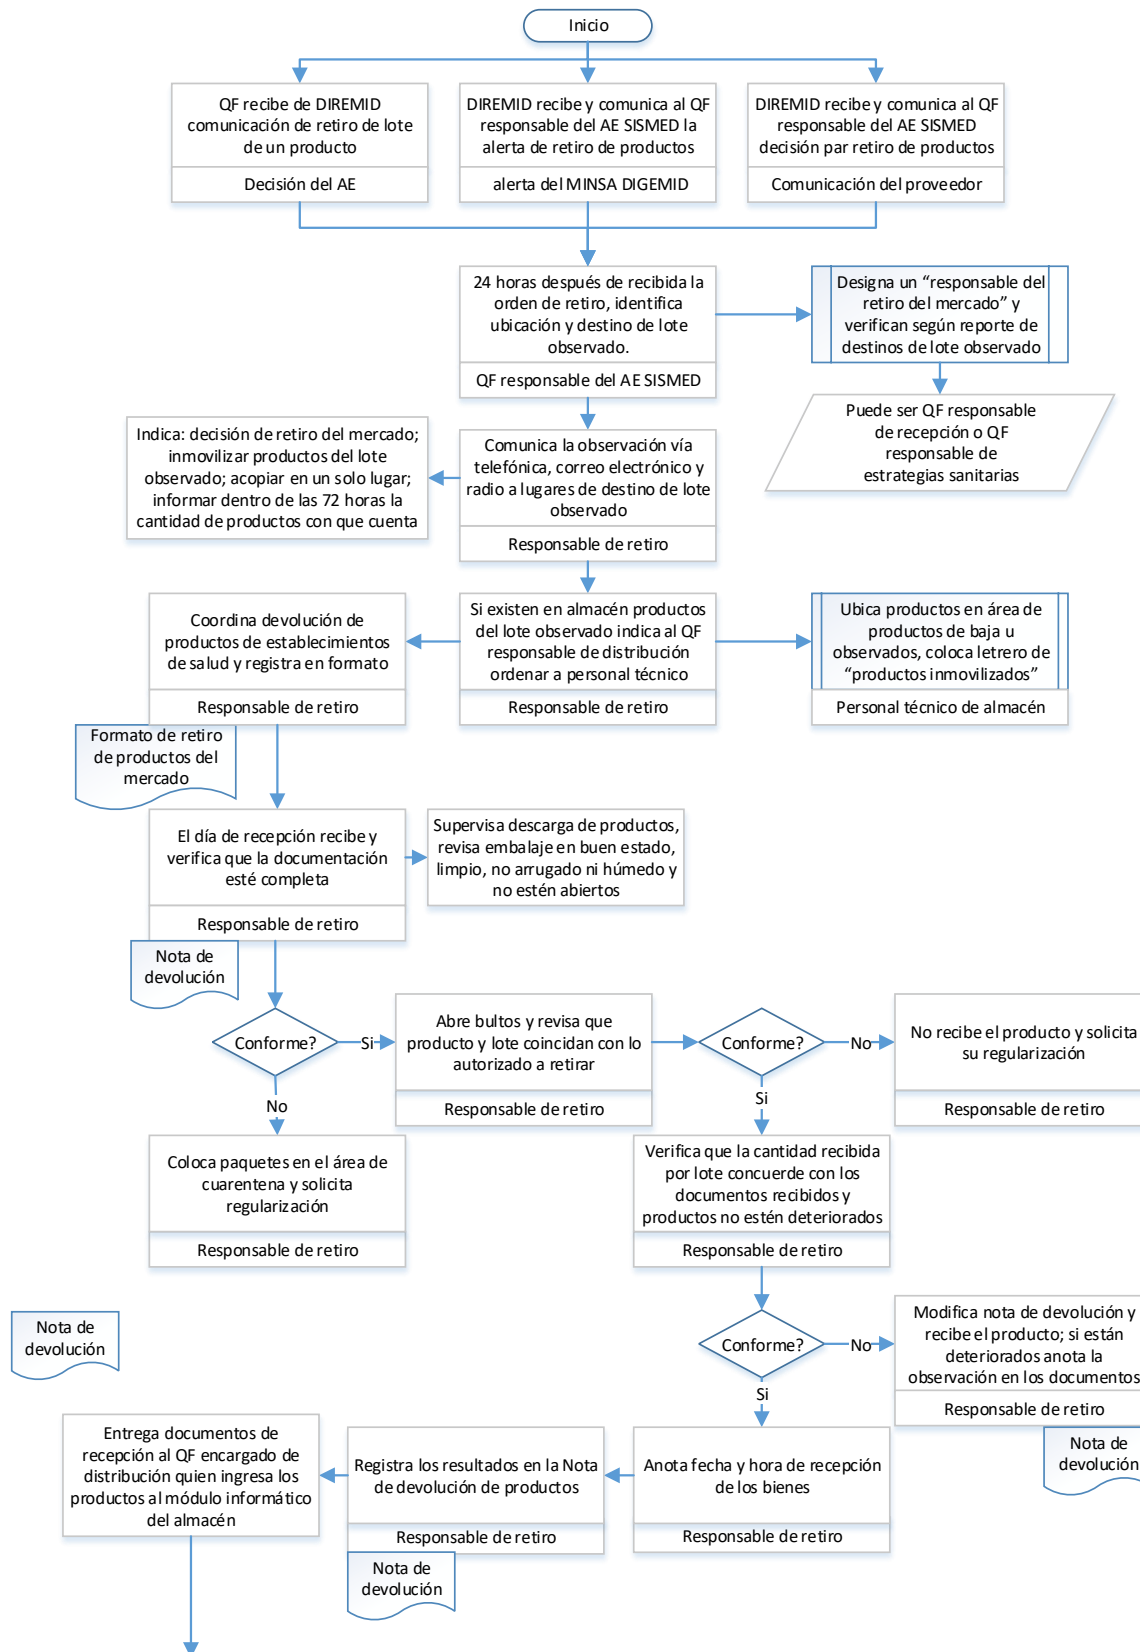 Inicio
QF recibe de DIREMID
comunicación de retiro de lote
de un producto
Decisión del AE
DIREMID recibe y comunica al QF
responsable del AE SISMED la
alerta de retiro de productos
alerta del MINSA DIGEMID
DIREMID recibe y comunica al QF
responsable del AE SISMED
decisión par retiro de productos
Comunicación del proveedor
24 horas después de recibida la
orden de retiro, identifica
ubicación y destino de lote
observado.
QF responsable del AE SISMED
Designa un “responsable del
retiro del mercado” y
verifican según reporte de
destinos de lote observado
Puede ser QF responsable
de recepción o QF
responsable de
estrategias sanitarias
Indica: decisión de retiro del mercado;
inmovilizar productos del lote
observado; acopiar en un solo lugar;
informar dentro de las 72 horas la
cantidad de productos con que cuenta
Comunica la observación vía
telefónica, correo electrónico y
radio a lugares de destino de lote
observado
Responsable de retiro
Coordina devolución de
productos de establecimientos
de salud y registra en formato
Responsable de retiro
Formato de retiro
de productos del
mercado
Si existen en almacén productos
del lote observado indica al QF
responsable de distribución
ordenar a personal técnico
Responsable de retiro
Ubica productos en área de
productos de baja u
observados, coloca letrero de
“productos inmovilizados”
Personal técnico de almacén
El día de recepción recibe y
verifica que la documentación
esté completa
Responsable de retiro
Nota de
devolución
Supervisa descarga de productos,
revisa embalaje en buen estado,
limpio, no arrugado ni húmedo y
no estén abiertos
Conforme?
Si
No
Abre bultos y revisa que
producto y lote coincidan con lo
autorizado a retirar
Responsable de retiro
Conforme?
No
Si
No recibe el producto y solicita
su regularización
Responsable de retiro
Coloca paquetes en el área de
cuarentena y solicita
regularización
Responsable de retiro
Verifica que la cantidad recibida
por lote concuerde con los
documentos recibidos y
productos no estén deteriorados
Responsable de retiro
Nota de
devolución
Conforme?
No
Si
Modifica nota de devolución y
recibe el producto; si están
deteriorados anota la
observación en los documentos
Responsable de retiro
Nota de
devolución
Entrega documentos de
recepción al QF encargado de
distribución quien ingresa los
productos al módulo informático
del almacén
Registra los resultados en la Nota
de devolución de productos
Responsable de retiro
Nota de
devolución
Anota fecha y hora de recepción
de los bienes
Responsable de retiro